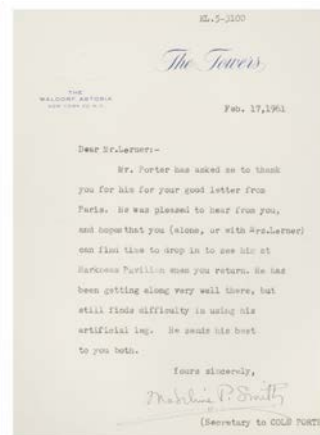 EL.5-3100
The Towers
THE
WALDORF ASTORIA
NEW YORK 22 N.Y.
Feb. 17,1961
Dear Mr.Lerner:-
Mr. Porter has asked me to thank
you for him for your good letter from
Paris. He was pleased to hear from you,
and hopes that you (alone, or with Mrs.Lerner)
can find time to drop in to see him at
Harkness Pavilion when you return. He has
been getting along very well there, but
still finds difficulty in using his
artificial leg. He sends his best
to you both.
Yours sincerely,
Madeline P. Smith
(Secretary to COLE PORTE